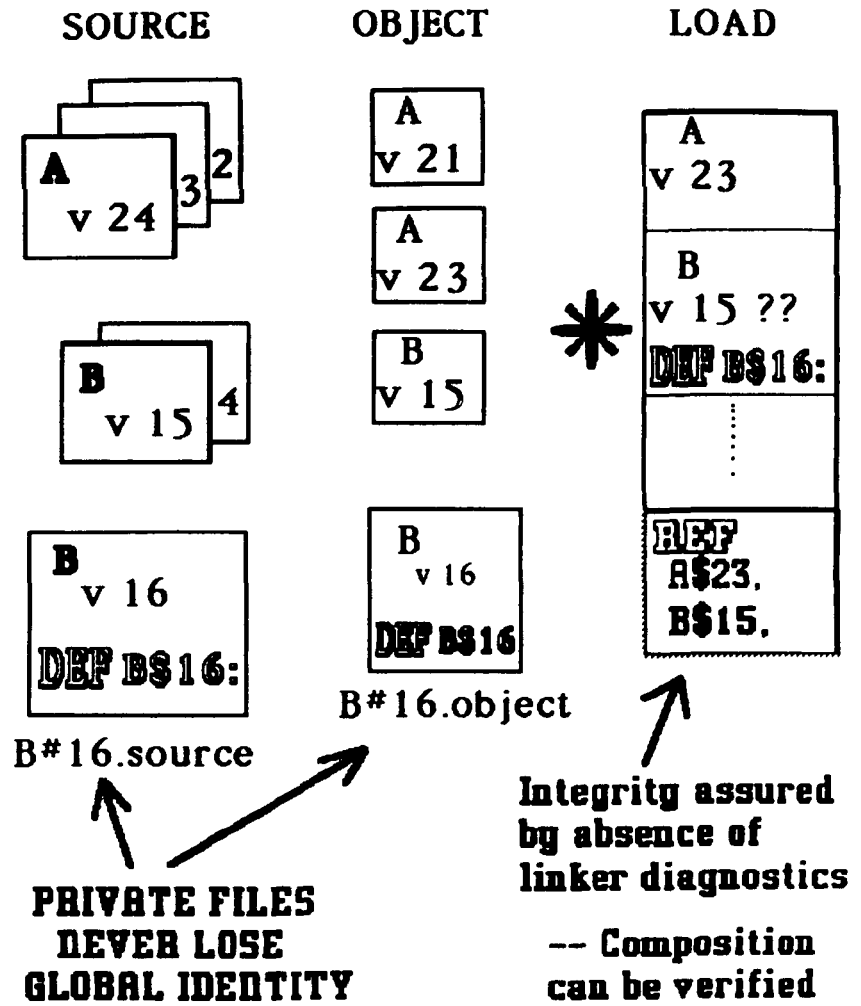 SOURCE
OBJECT
LOAD
2
3
A
v 24
4
B
v 15
B
v 16
DEF B$16:
B#16.source
A
v 21
A
v 23
B
v 15
B
v 16
DEF B$16
B#16.object
*
A
v 23
B
v 15 ??
DEF B$16:
REF
A$23,
B$15,
PRIVATE FILES
NEVER LOSE
GLOBAL IDENTITY
Integrity assured
by absence of
linker diagnostics
-- Composition
can be verified